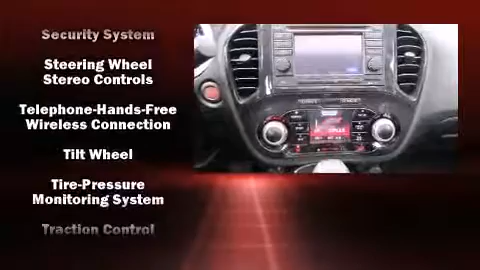 Security System
Steering Wheel
Stereo Controls
Telephone-Hands-Free
Wireless Connection
Tilt Wheel
Tire-Pressure
Monitoring System
Traction Control